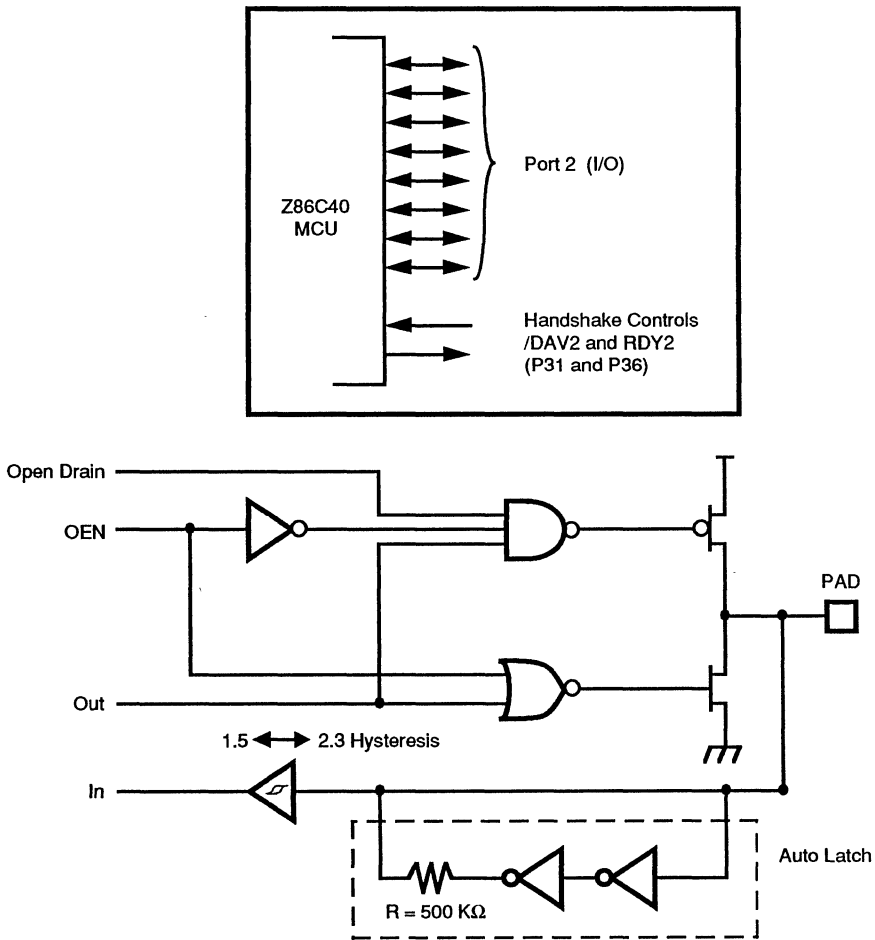 Z86C40
MCU
Port 2 (I/O)
Handshake Controls
/DAV2 and RDY2
(P31 and P36)
Open Drain
OEN
PAD
Out
1.5
2.3 Hysteresis
In
Auto Latch
R = 500 KΩ